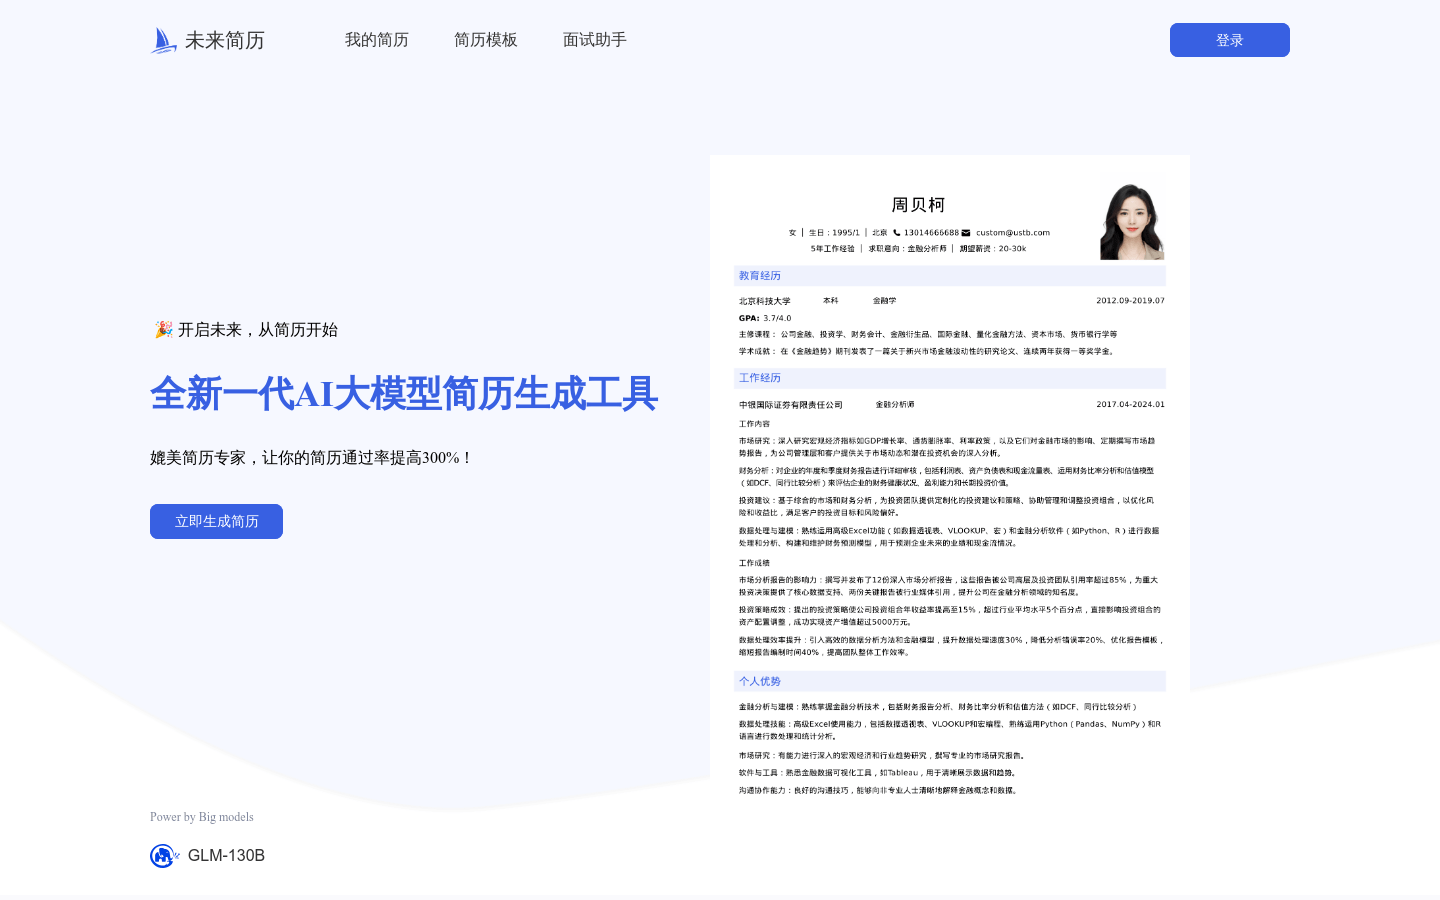 未来简历
我的简历
简历模板
面试助手
登录
🎉 开启未来，从简历开始
全新一代AI大模型简历生成工具
媲美简历专家，让你的简历通过率提高300%！
立即生成简历
Power by Big models
GLM-130B
周贝柯
女 | 生日：1995/1 | 北京 13014666688 custom@ustb.com
5年工作经验 | 求职意向：金融分析师 | 期望薪资：20-30k
教育经历
北京科技大学 本科 金融学 2012.09-2019.07
GPA: 3.7/4.0
主修课程： 公司金融、投资学、财务会计、金融衍生品、国际金融、量化金融方法、资本市场、货币银行学等
学术成就： 在《金融趋势》期刊发表了一篇关于新兴市场金融波动性的研究论文、连续两年获得一等奖学金。
工作经历
中银国际证券有限责任公司 金融分析师 2017.04-2024.01
工作内容
市场研究：深入研究宏观经济指标如GDP增长率、通货膨胀率、利率政策，以及它们对金融市场的影响、定期撰写市场趋
势报告，为公司管理层和客户提供关于市场动态和潜在投资机会的深入分析。
财务分析：对企业的年度和季度财务报告进行详细审核，包括利润表、资产负债表和现金流量表、运用财务比率分析和估值模型
（如DCF、同行比较分析）来评估企业的财务健康状况、盈利能力和长期投资价值。
投资建议：基于综合的市场和财务分析，为投资团队提供定制化的投资建议和策略、协助管理和调整投资组合，以优化风
险和收益比，满足客户的投资目标和风险偏好。
数据处理与建模：熟练运用高级Excel功能（如数据透视表、VLOOKUP、宏）和金融分析软件（如Python、R）进行数据
处理和分析、构建和维护财务预测模型，用于预测企业未来的业绩和现金流情况。
工作成绩
市场分析报告的影响力：撰写并发布了12份深入市场分析报告，这些报告被公司高层及投资团队引用率超过85%，为重大
投资决策提供了核心数据支持、两份关键报告被行业媒体引用，提升公司在金融分析领域的知名度。
投资策略成效：提出的投资策略使公司投资组合年收益率提高至15%，超过行业平均水平5个百分点，直接影响投资组合的
资产配置调整，成功实现资产增值超过5000万元。
数据处理效率提升：引入高效的数据分析方法和金融模型，提升数据处理速度30%，降低分析错误率20%、优化报告模板，
缩短报告编制时间40%，提高团队整体工作效率。
个人优势
金融分析与建模：熟练掌握金融分析技术，包括财务报告分析、财务比率分析和估值方法（如DCF、同行比较分析）
数据处理技能：高级Excel使用能力，包括数据透视表、VLOOKUP和宏编程、熟练运用Python（Pandas、NumPy）和R
语言进行数处理和统计分析。
市场研究：有能力进行深入的宏观经济和行业趋势研究，撰写专业的市场研究报告。
软件与工具：熟悉金融数据可视化工具，如Tableau，用于清晰展示数据和趋势。
沟通协作能力：良好的沟通技巧，能够向非专业人士清晰地解释金融概念和数据。